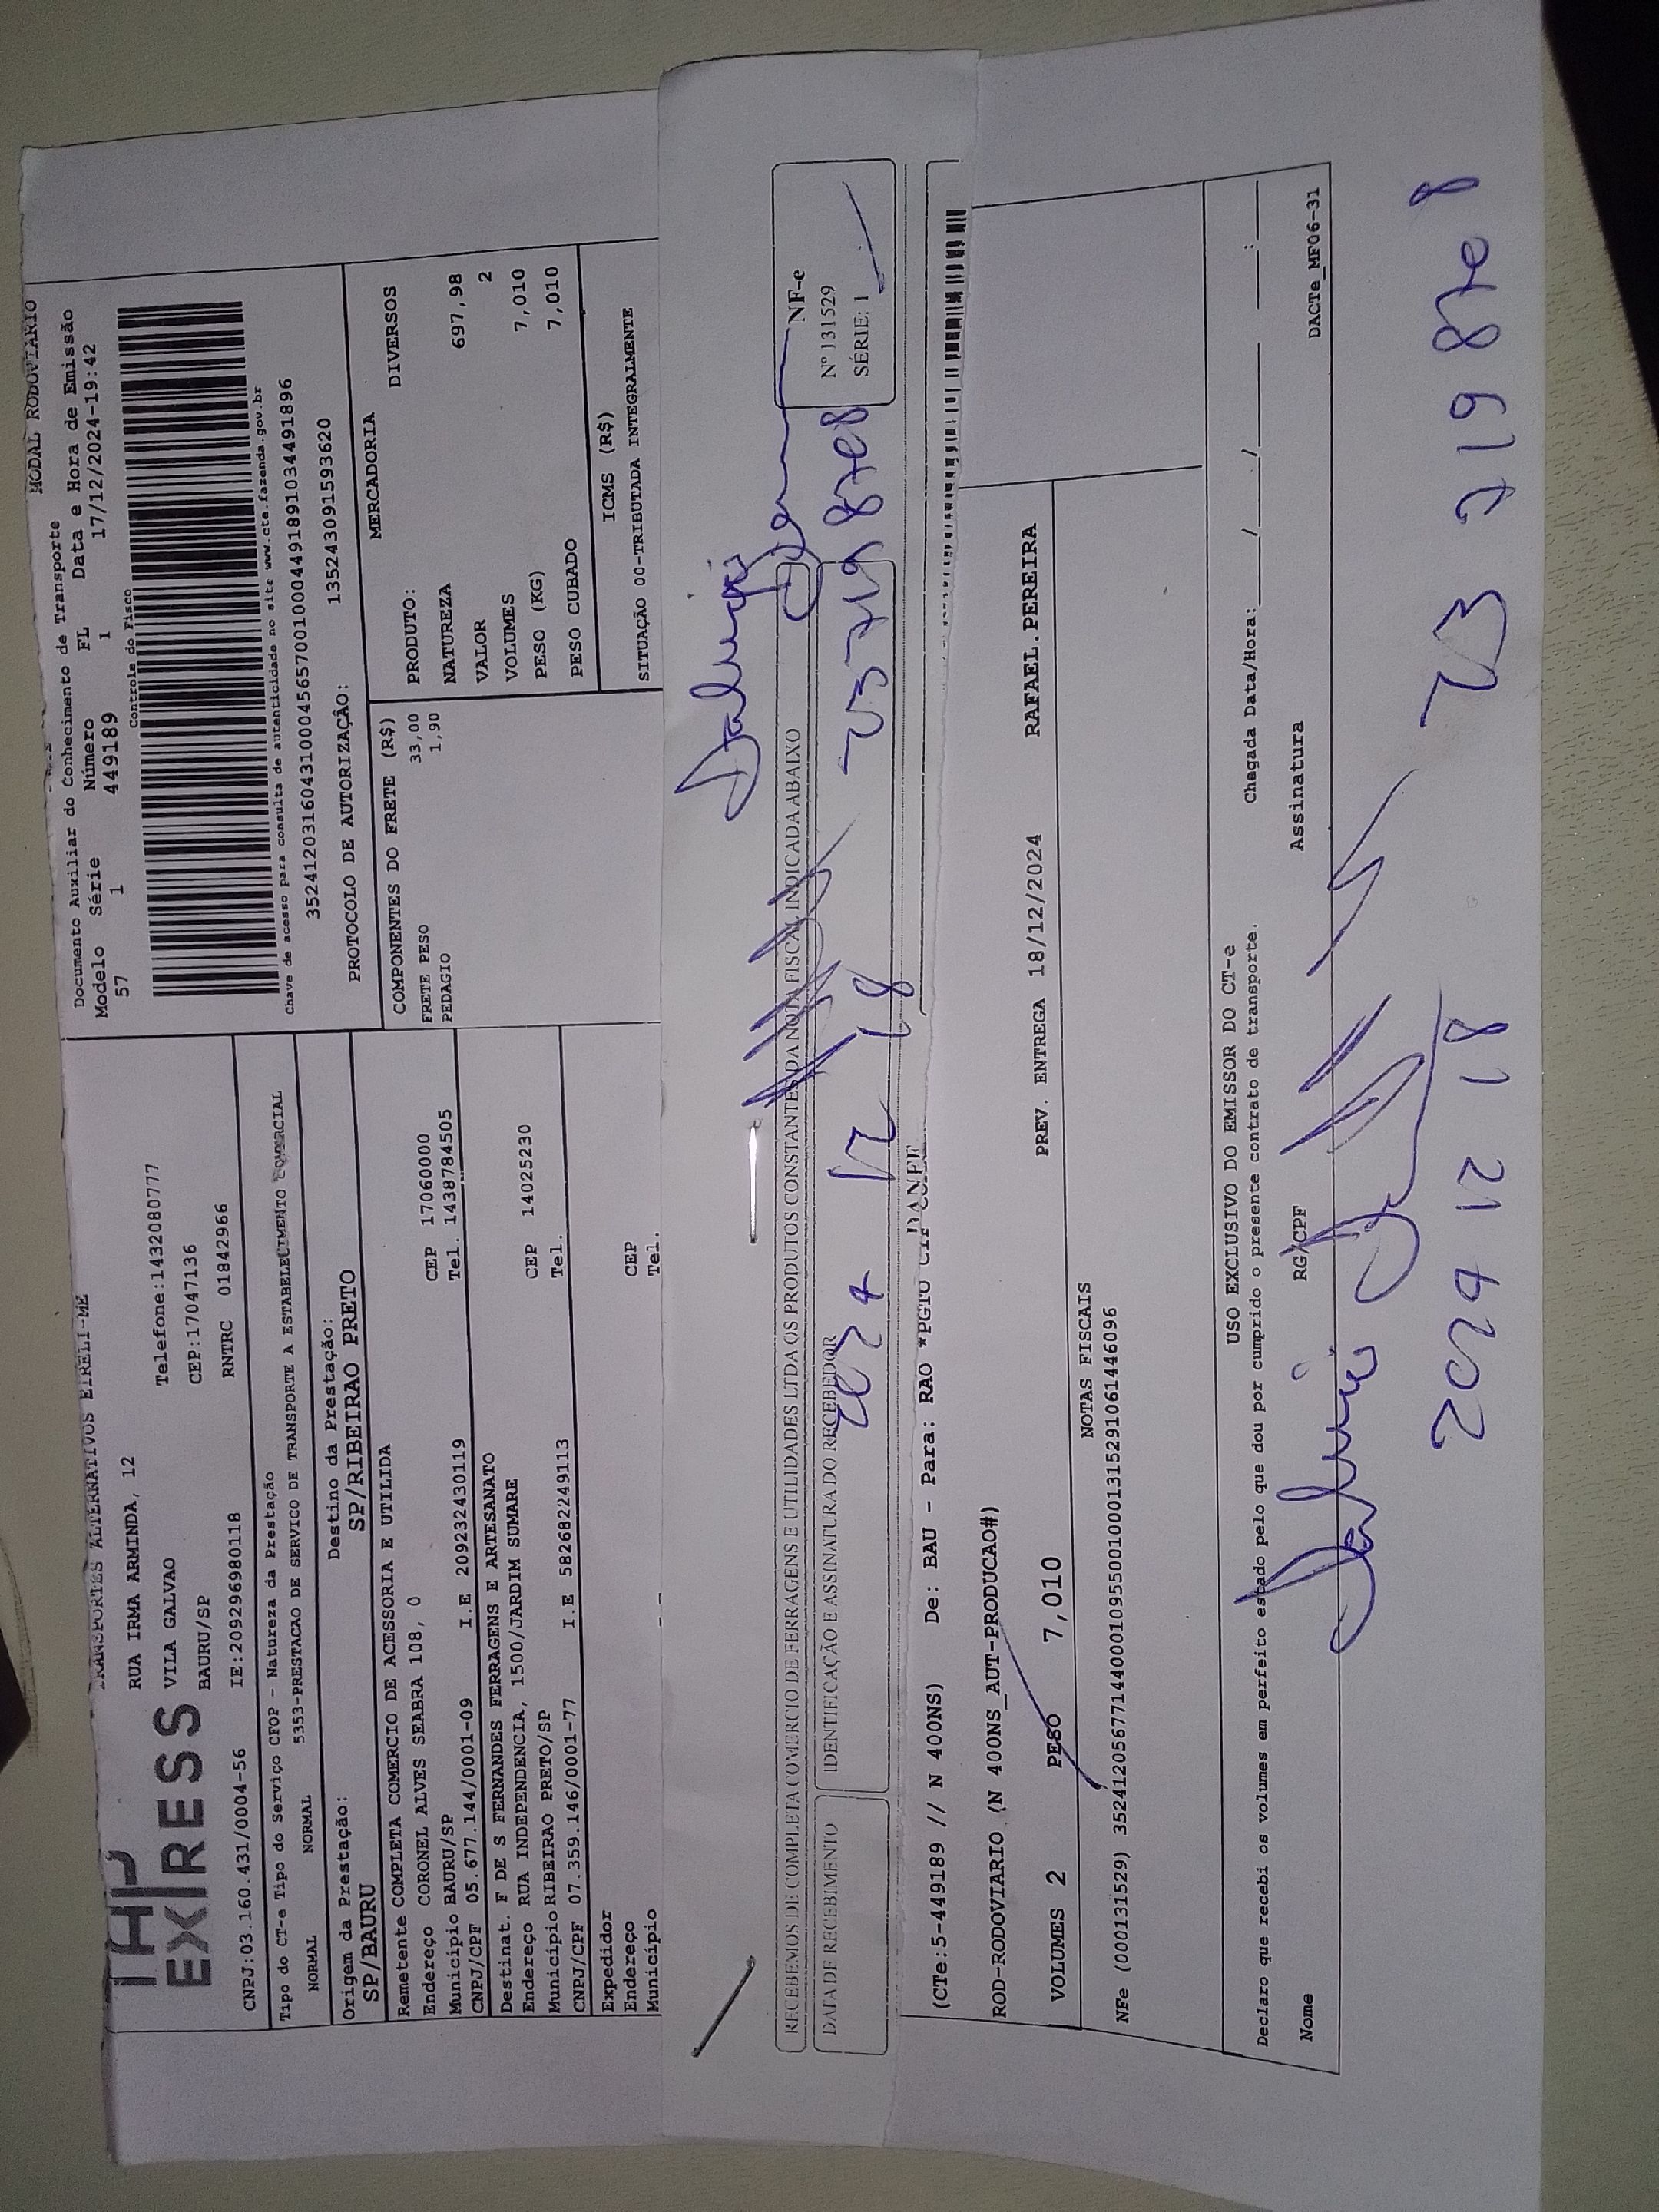 TRANSPORTES ALTERNATIVOS EIRELI-ME
EXPRESS
RUA IRMA ARMINDA, 12
VILA GALVAO Telefone:1432080777
BAURU/SP CEP:17047136
CNPJ:03.160.431/0004-56 IE:209296980118 RNTRC 01842966
MODAL RODOVIARIO
Documento Auxiliar do Conhecimento de Transporte
Modelo Série Número FL Data e Hora de Emissão
57 1 449189 1 17/12/2024-19:42
Controle do Fisco
Chave de acesso para consulta de autenticidade no site www.cte.fazenda.gov.br
35241203160431000456570010004491891034491896
PROTOCOLO DE AUTORIZAÇÃO: 135243091593620
Tipo do CT-e Tipo do Serviço CFOP - Natureza da Prestação
NORMAL NORMAL 5353-PRESTACAO DE SERVICO DE TRANSPORTE A ESTABELECIMENTO COMERCIAL
Origem da Prestação: Destino da Prestação:
SP/BAURU SP/RIBEIRAO PRETO
Remetente COMPLETA COMERCIO DE ACESSORIA E UTILIDA
Endereço CORONEL ALVES SEABRA 108, 0
Município BAURU/SP CEP 17060000
CNPJ/CPF 05.677.144/0001-09 I.E 209232430119 Tel. 1438784505
Destinat. F DE S FERNANDES FERRAGENS E ARTESANATO
Endereço RUA INDEPENDENCIA, 1500/JARDIM SUMARE
Município RIBEIRAO PRETO/SP CEP 14025230
CNPJ/CPF 07.359.146/0001-77 I.E 582682249113 Tel.
Expedidor
Endereço CEP
Município Tel.
COMPONENTES DO FRETE (R$)
FRETE PESO 33,00
PEDAGIO 1,90
MERCADORIA
PRODUTO: DIVERSOS
NATUREZA
VALOR 697,98
VOLUMES 2
PESO (KG) 7,010
PESO CUBADO 7,010
ICMS (R$)
SITUAÇÃO 00-TRIBUTADA INTEGRALMENTE
RECEBEMOS DE COMPLETA COMERCIO DE FERRAGENS E UTILIDADES LTDA OS PRODUTOS CONSTANTES DA NOTA FISCAL INDICADA ABAIXO
DATA DE RECEBIMENTO IDENTIFICAÇÃO E ASSINATURA DO RECEBEDOR
NF-e
Nº 131529
SÉRIE: 1
2024 12 18
DANFE
(CTe:5-449189 // N 400NS) De: BAU - Para: RAO *PGTO CIF
ROD-RODOVIARIO (N 400NS_AUT-PRODUCAO#)
VOLUMES 2 PESO 7,010 PREV. ENTREGA 18/12/2024 RAFAEL.PEREIRA
NOTAS FISCAIS
NFe (000131529) 35241205677144000109550010001315291061446096
USO EXCLUSIVO DO EMISSOR DO CT-e
Declaro que recebi os volumes em perfeito estado pelo que dou por cumprido o presente contrato de transporte. Chegada Data/Hora: ___/___/___ ___:___
Nome RG/CPF Assinatura
DACTe_MF06-31
2024 12 18